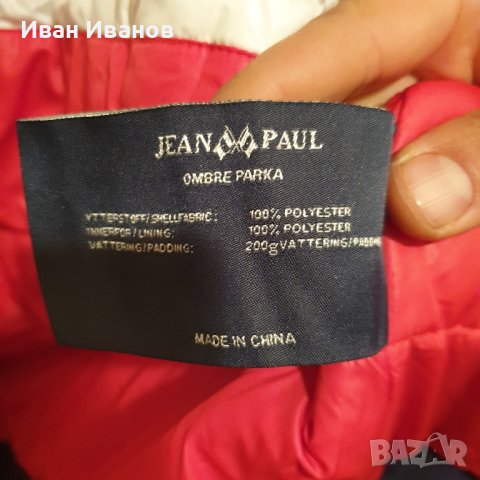 Иван Иванов
JEAN PAUL
OMBRE PARKA
YTTERSTOFF/SHELLFABRIC: 100% POLYESTER
INNERFOR/LINING: 100% POLYESTER
VATTERING/PADDING: 200g VATTERING/PADDING
MADE IN CHINA
BAZAR